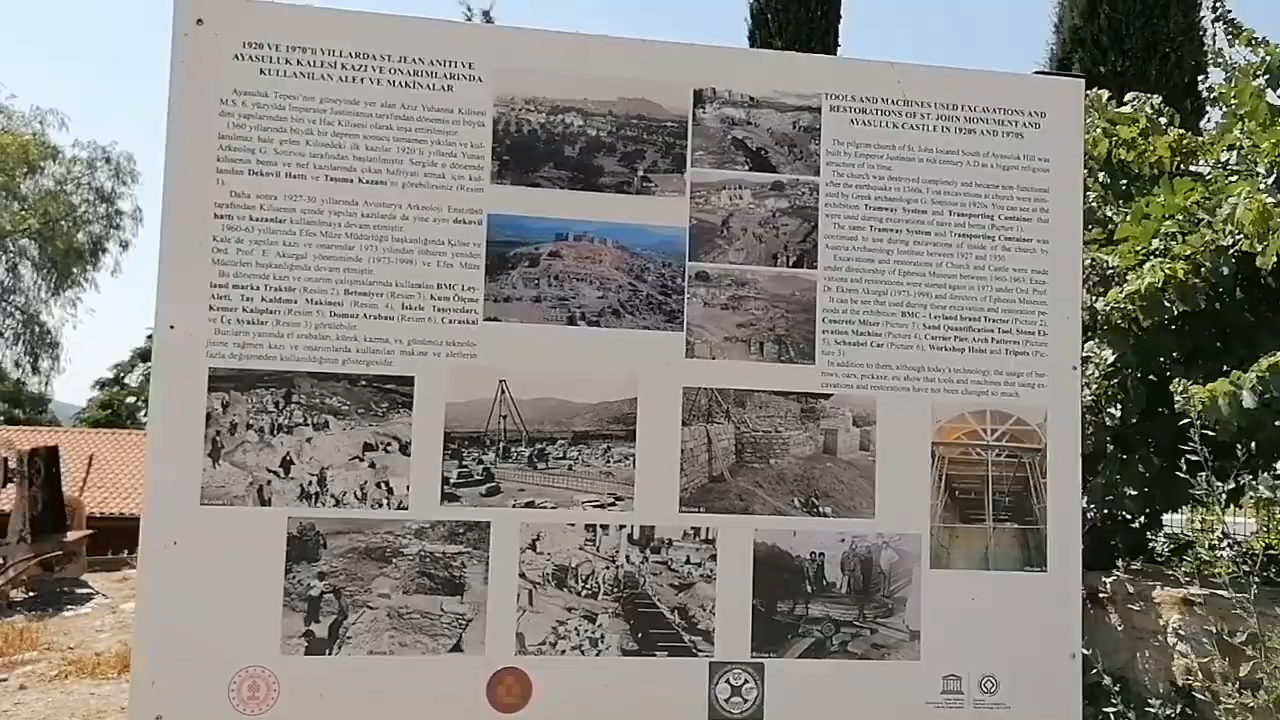 1920 VE 1970'li YILLARDA ST. JEAN ANITI VE
AYASULUK KALESİ KAZI VE ONARIMLARINDA
KULLANILAN ALET VE MAKİNALAR
Ayasuluk Tepesi'nin güneyinde yer alan Aziz Yuhanna Kilisesi
M.S. 6. yüzyılda İmparator Justinianus tarafından dönemin en büyük
dini yapılarından biri ve Hac Kilisesi olarak inşa ettirilmiştir.
1360 yıllarında büyük bir deprem sonucu tamamen yıkılan ve kul-
lanılmaz hale gelen Kilisedeki ilk kazılar 1920'li yıllarda Yunan
Arkeolog G. Sotiriou tarafından başlatılmıştır. Sergide o dönemde
kilisenin bema ve nef kazılarında çıkan hafriyatı atmak için kul-
lanılan Dekovil Hattı ve Taşıma Kazanı'nı görebilirsiniz (Resim
1).
Daha sonra 1927-30 yıllarında Avusturya Arkeoloji Enstitüsü
tarafından Kilisenin içinde yapılan kazılarda da yine aynı dekovil
hattı ve kazanlar kullanılmaya devam etmiştir.
1960-63 yıllarında Efes Müze Müdürlüğü başkanlığında Kilise ve
Kale'de yapılan kazı ve onarımlar 1973 yılından itibaren yeniden
Ord. Prof. E. Akurgal yönetiminde (1973-1998) ve Efes Müze
Müdürleri başkanlığında devam etmiştir.
Bu dönemde kazı ve onarım çalışmalarında kullanılan BMC Ley-
land marka Traktör (Resim 2), Betoniyer (Resim 3), Kum Ölçme
Aleti, Taş Kaldıma Makinesi (Resim 4), İskele Taşıyıcıları,
Kemer Kalıpları (Resim 5), Domuz Arabası (Resim 6), Caraskal
ve Üç Ayaklar (Resim 3) görülebilir.
Bunların yanında el arabaları, kürek, kazma, vs. günümüz teknolo-
jisine rağmen kazı ve onarımlarda kullanılan makine ve aletlerin
fazla değişmeden kullanıldığının göstergesidir.
TOOLS AND MACHINES USED EXCAVATIONS AND
RESTORATIONS OF ST. JOHN MONUMENT AND
AYASULUK CASTLE IN 1920S AND 1970S
The pilgrim church of St. John located South of Ayasuluk Hill was
built by Emperor Justinian in 6th century A.D as a biggest religious
structure of its time.
The church was destroyed completely and became non-functional
after the earthquake in 1360s. First excavations at church were initi-
ated by Greek archaeologist G. Sotiriour in 1920s. You can see at the
exhibition Tramway System and Transporting Container that
were used during excavations of nave and bema (Picture 1).
The same Tramway System and Transporting Container was
continued to use during excavations of inside of the church by
Austria Archaeology Institute between 1927 and 1930.
Excavations and restorations of Church and Castle were made
under directorship of Ephesus Museum between 1960-1963. Exca-
vations and restorations were started again in 1973 under Ord. Prof.
Dr. Ekrem Akurgal (1973-1998) and directors of Ephesus Museum.
It can be see that used during these excavation and restoration pe-
riods at the exhibition: BMC – Leyland brand Tractor (Picture 2),
Concrete Mixer (Picture 3), Sand Quantification Tool, Stone El-
evation Machine (Picture 4), Carrier Pier, Arch Patterns (Picture
5), Schnabel Car (Picture 6), Workshop Hoist and Tripots (Pic-
ture 3)
In addition to them, although today's technology, the usage of bar-
rows, oars, pickaxe, etc show that tools and machines that using ex-
cavations and restorations have not been changed so much.